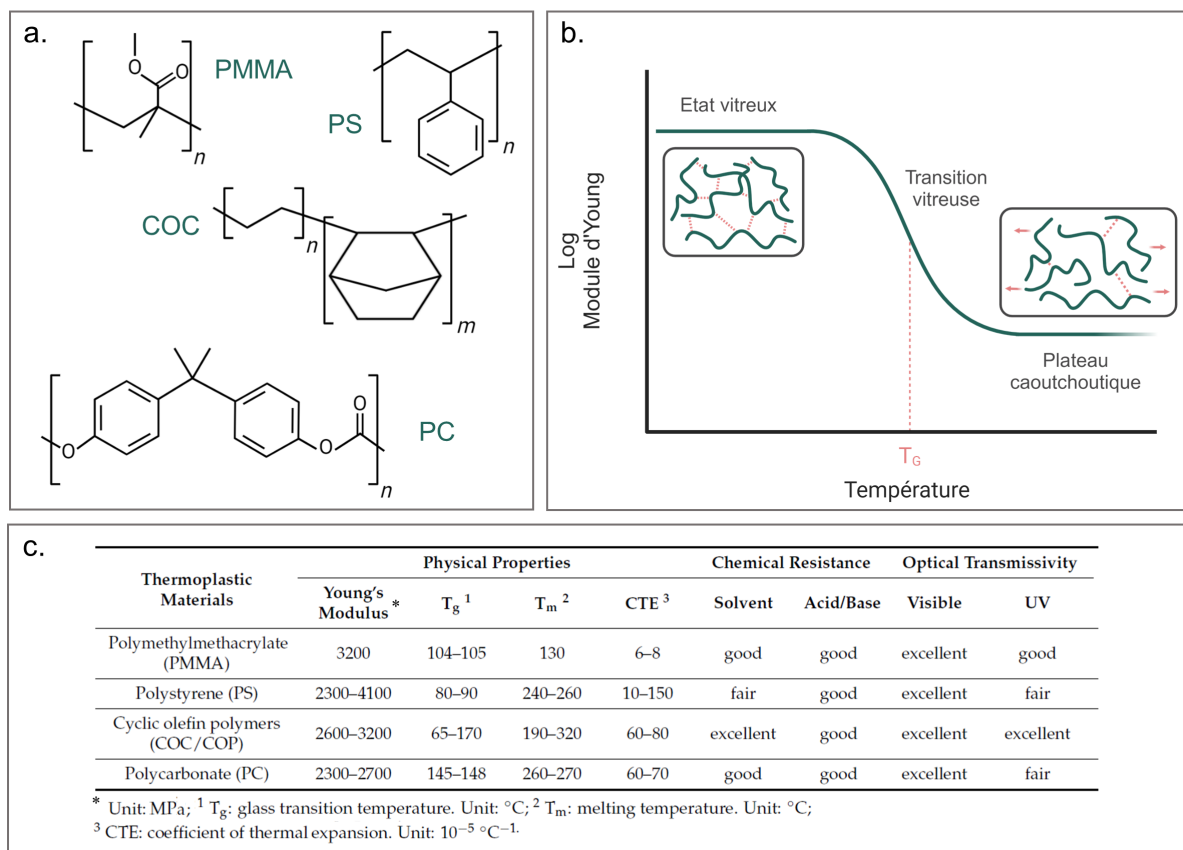 a.
PMMA
O
O
n
PS
n
COC
n
m
O
O
O
PC
n
b.
Log
Module d'Young
Etat vitreux
Transition
vitreuse
Plateau
caoutchoutique
T_G
Température
c.
Thermoplastic Materials Physical Properties Chemical Resistance Optical Transmissivity
Young's Modulus * Tg 1 Tm 2 CTE 3 Solvent Acid/Base Visible UV
Polymethylmethacrylate (PMMA) 3200 104–105 130 6–8 good good excellent good
Polystyrene (PS) 2300–4100 80–90 240–260 10–150 fair good excellent fair
Cyclic olefin polymers (COC/COP) 2600–3200 65–170 190–320 60–80 excellent good excellent excellent
Polycarbonate (PC) 2300–2700 145–148 260–270 60–70 good good excellent fair
* Unit: MPa; 1 Tg: glass transition temperature. Unit: °C; 2 Tm: melting temperature. Unit: °C;
3 CTE: coefficient of thermal expansion. Unit: 10−5 °C−1.